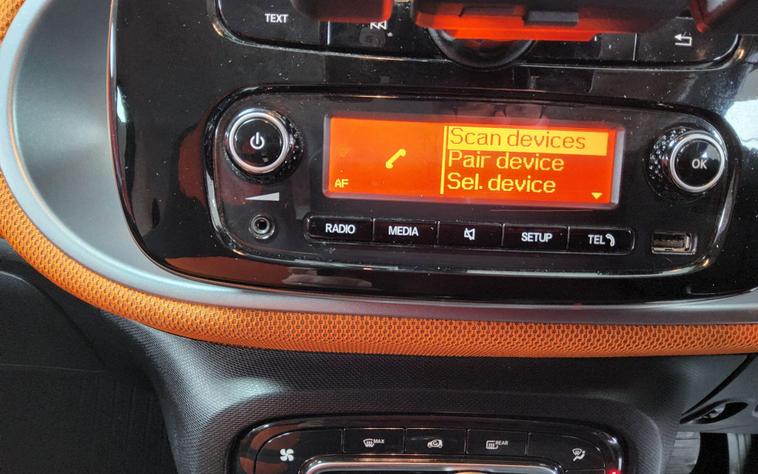 TEXT
Scan devices
Pair device
Sel. device
AF
OK
RADIO
MEDIA
SETUP
TEL
MAX
REAR